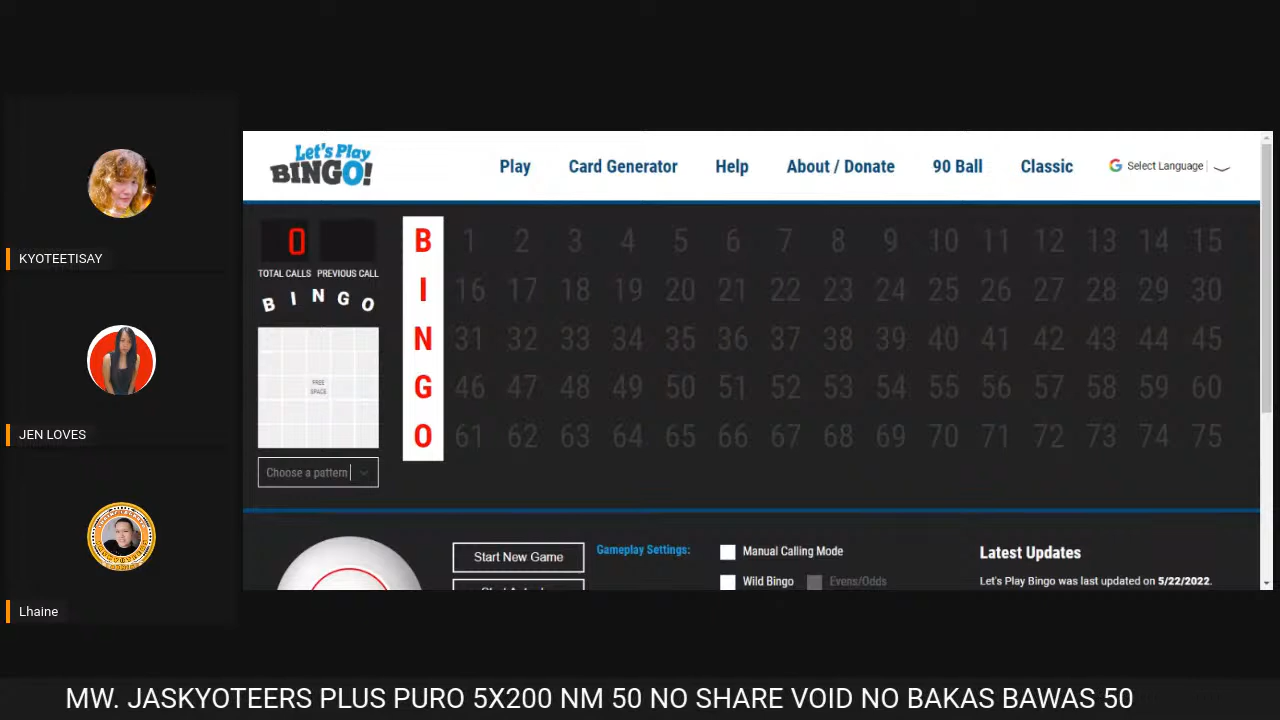 Let's Play
BINGO!
Play Card Generator Help About / Donate 90 Ball Classic Select Language
0
TOTAL CALLS PREVIOUS CALL
B I N G O
FREE
SPACE
Choose a pattern
B 1 2 3 4 5 6 7 8 9 10 11 12 13 14 15
I 16 17 18 19 20 21 22 23 24 25 26 27 28 29 30
N 31 32 33 34 35 36 37 38 39 40 41 42 43 44 45
G 46 47 48 49 50 51 52 53 54 55 56 57 58 59 60
O 61 62 63 64 65 66 67 68 69 70 71 72 73 74 75
KYOTEETISAY
JEN LOVES
Lhaine
Start New Game
Gameplay Settings:
Manual Calling Mode
Wild Bingo Evens/Odds
Latest Updates
Let's Play Bingo was last updated on 5/22/2022.
MW. JASKYOTEERS PLUS PURO 5X200 NM 50 NO SHARE VOID NO BAKAS BAWAS 50